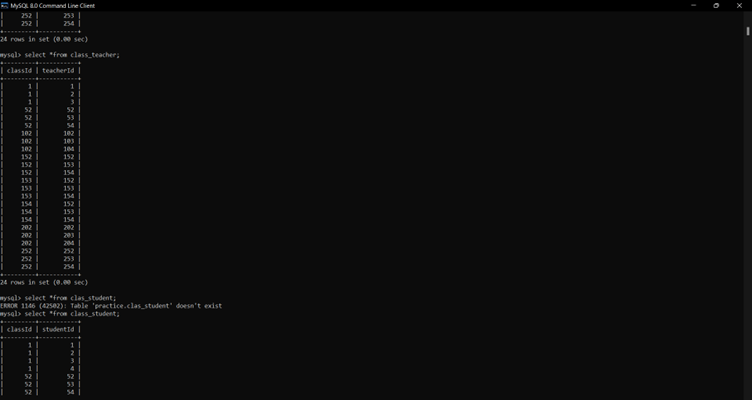 MySQL 8.0 Command Line Client
| 252 | 253 |
| 252 | 254 |
+---------+-----------+
24 rows in set (0.00 sec)
mysql> select *from class_teacher;
+---------+-----------+
| classId | teacherId |
+---------+-----------+
| 1 | 1 |
| 1 | 2 |
| 1 | 3 |
| 52 | 52 |
| 52 | 53 |
| 52 | 54 |
| 102 | 102 |
| 102 | 103 |
| 102 | 104 |
| 152 | 152 |
| 152 | 153 |
| 152 | 154 |
| 153 | 152 |
| 153 | 153 |
| 153 | 154 |
| 154 | 152 |
| 154 | 153 |
| 154 | 154 |
| 202 | 202 |
| 202 | 203 |
| 202 | 204 |
| 252 | 252 |
| 252 | 253 |
| 252 | 254 |
+---------+-----------+
24 rows in set (0.00 sec)
mysql> select *from clas_student;
ERROR 1146 (42S02): Table 'practice.clas_student' doesn't exist
mysql> select *from class_student;
+---------+-----------+
| classId | studentId |
+---------+-----------+
| 1 | 1 |
| 1 | 2 |
| 1 | 3 |
| 1 | 4 |
| 52 | 52 |
| 52 | 53 |
| 52 | 54 |